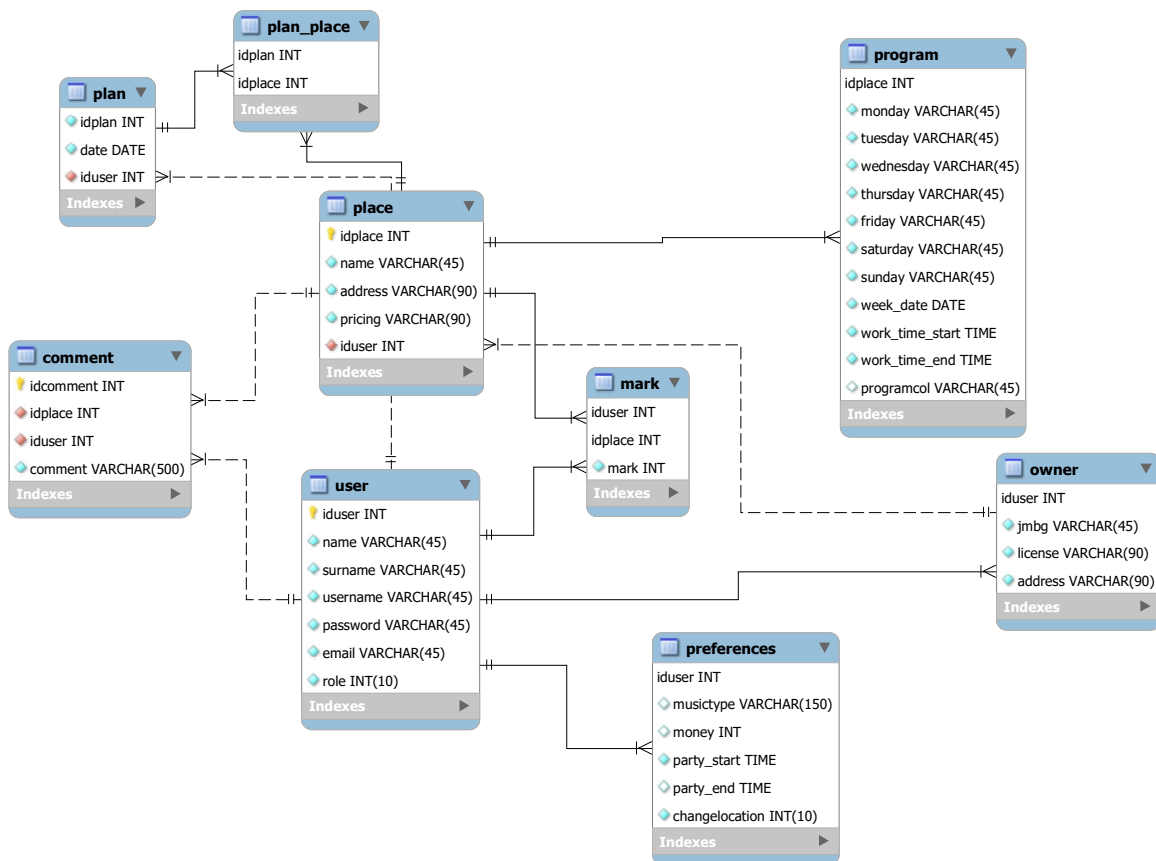 plan_place
idplan INT
idplace INT
Indexes
plan
idplan INT
date DATE
iduser INT
Indexes
program
idplace INT
monday VARCHAR(45)
tuesday VARCHAR(45)
wednesday VARCHAR(45)
thursday VARCHAR(45)
friday VARCHAR(45)
saturday VARCHAR(45)
sunday VARCHAR(45)
week_date DATE
work_time_start TIME
work_time_end TIME
programcol VARCHAR(45)
Indexes
place
idplace INT
name VARCHAR(45)
address VARCHAR(90)
pricing VARCHAR(90)
iduser INT
Indexes
comment
idcomment INT
idplace INT
iduser INT
comment VARCHAR(500)
Indexes
mark
iduser INT
idplace INT
mark INT
Indexes
user
iduser INT
name VARCHAR(45)
surname VARCHAR(45)
username VARCHAR(45)
password VARCHAR(45)
email VARCHAR(45)
role INT(10)
Indexes
owner
iduser INT
jmbg VARCHAR(45)
license VARCHAR(90)
address VARCHAR(90)
Indexes
preferences
iduser INT
musictype VARCHAR(150)
money INT
party_start TIME
party_end TIME
changelocation INT(10)
Indexes